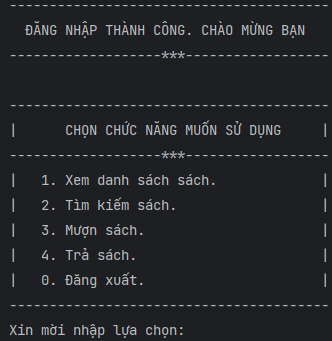 ----------------------------------------
ĐĂNG NHẬP THÀNH CÔNG. CHÀO MỪNG BẠN
-------------------***------------------
----------------------------------------
|      CHỌN CHỨC NĂNG MUỐN SỬ DỤNG     |
-------------------***------------------
|   1. Xem danh sách sách.             |
|   2. Tìm kiếm sách.                  |
|   3. Mượn sách.                      |
|   4. Trả sách.                       |
|   0. Đăng xuất.                      |
----------------------------------------
Xin mời nhập lựa chọn: